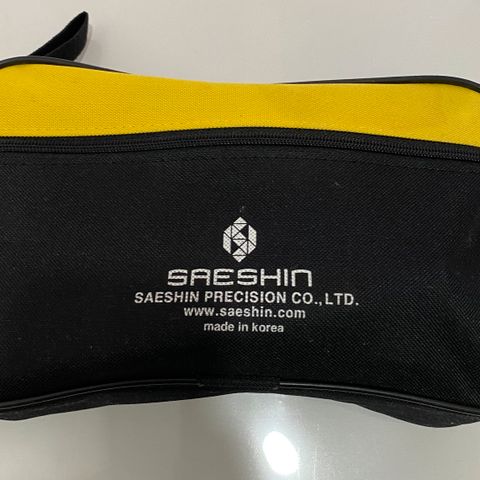 SAESHIN
SAESHIN PRECISION CO., LTD.
www.saeshin.com
made in korea